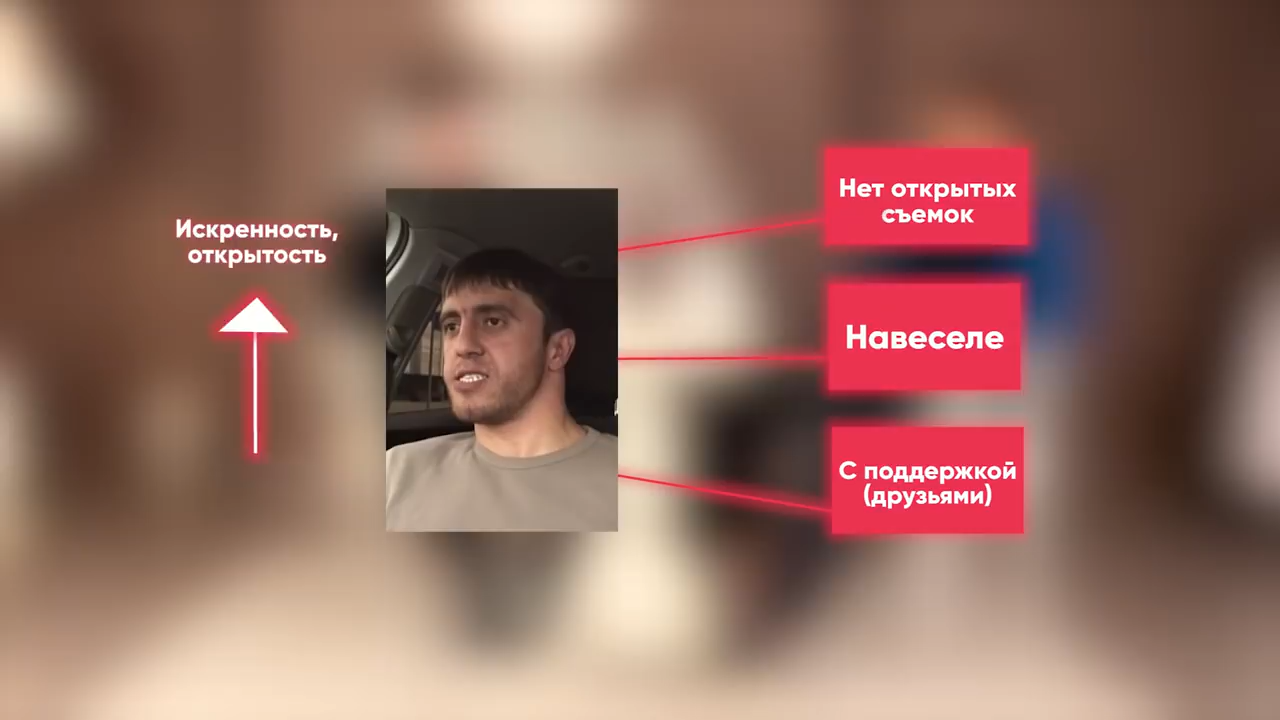 Искренность,
открытость
Нет открытых
съемок
Навеселе
С поддержкой
(друзьями)